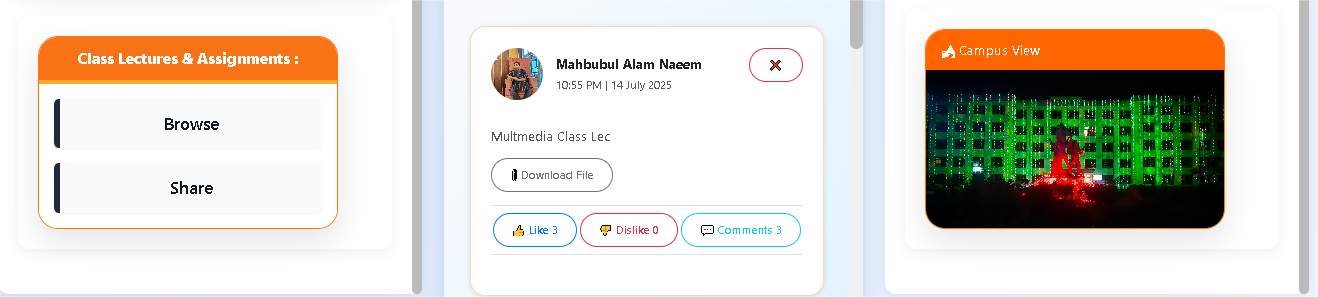 Class Lectures & Assignments :
Browse
Share
Mahbubul Alam Naeem
10:55 PM | 14 July 2025
Multmedia Class Lec
Download File
Like 3
Dislike 0
Comments 3
Campus View